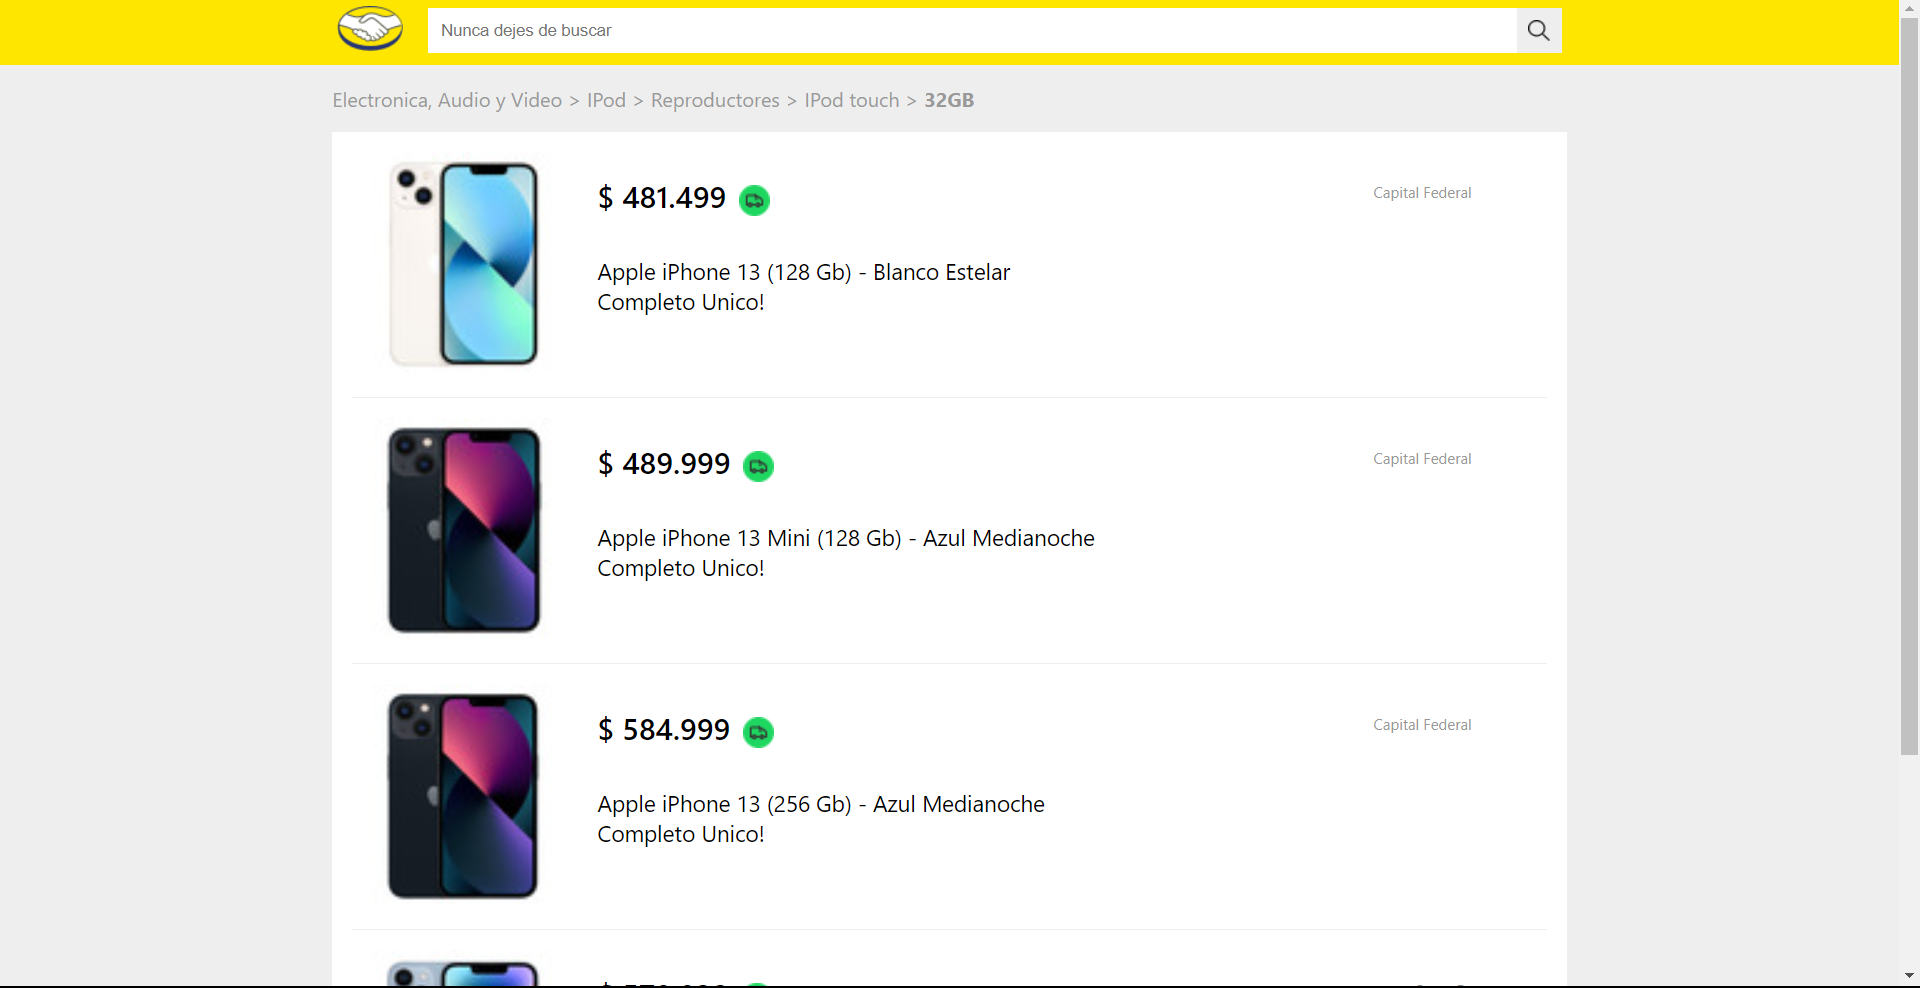 Nunca dejes de buscar
Electronica, Audio y Video > IPod > Reproductores > IPod touch > 32GB
$ 481.499
Capital Federal
Apple iPhone 13 (128 Gb) - Blanco Estelar
Completo Unico!
$ 489.999
Capital Federal
Apple iPhone 13 Mini (128 Gb) - Azul Medianoche
Completo Unico!
$ 584.999
Capital Federal
Apple iPhone 13 (256 Gb) - Azul Medianoche
Completo Unico!